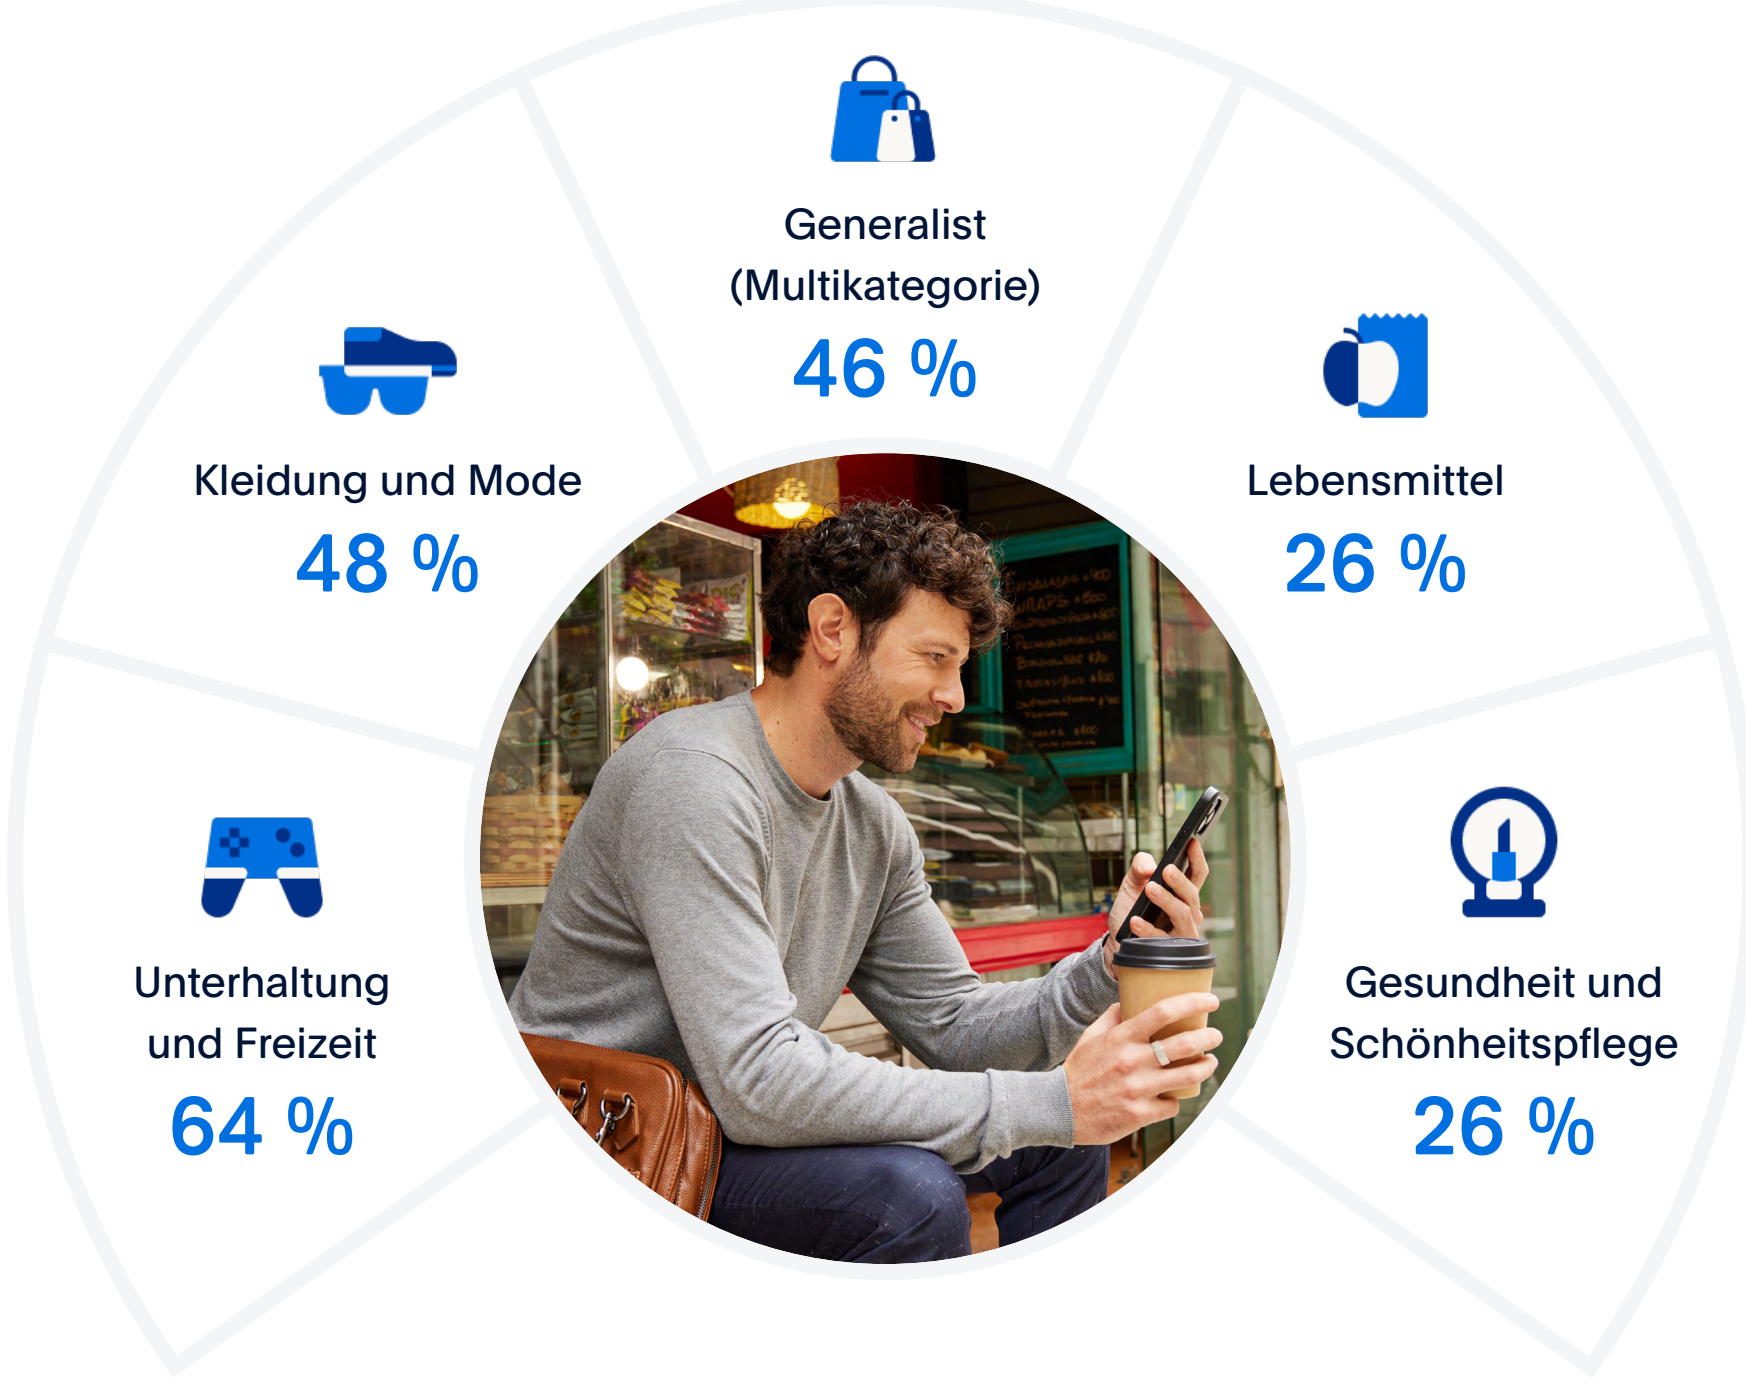 Generalist
(Multikategorie)
46 %
Kleidung und Mode
48 %
Lebensmittel
26 %
Unterhaltung
und Freizeit
64 %
Gesundheit und
Schönheitspflege
26 %